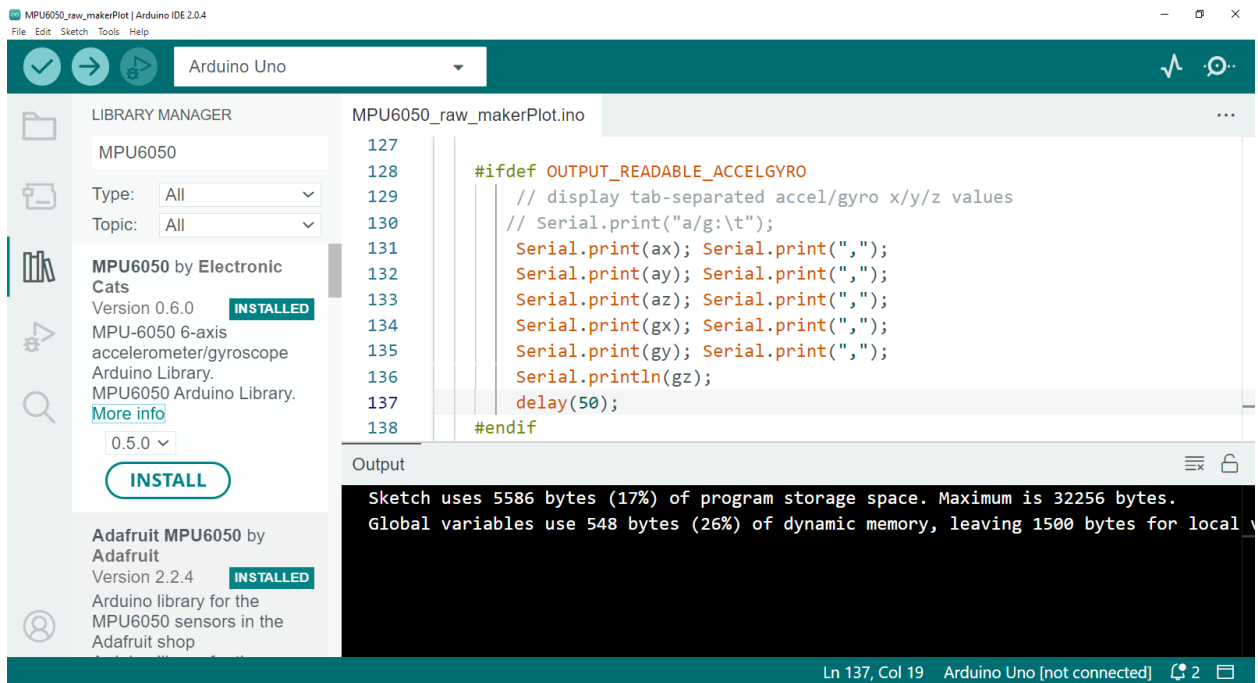 MPU6050_raw_makerPlot | Arduino IDE 2.0.4
File Edit Sketch Tools Help
Arduino Uno
LIBRARY MANAGER
MPU6050
Type: All
Topic: All
MPU6050 by Electronic
Cats
Version 0.6.0 INSTALLED
MPU-6050 6-axis
accelerometer/gyroscope
Arduino Library.
MPU6050 Arduino Library.
More info
0.5.0
INSTALL
Adafruit MPU6050 by
Adafruit
Version 2.2.4 INSTALLED
Arduino library for the
MPU6050 sensors in the
Adafruit shop
MPU6050_raw_makerPlot.ino ...
127
128 #ifdef OUTPUT_READABLE_ACCELGYRO
129 // display tab-separated accel/gyro x/y/z values
130 // Serial.print("a/g:\t");
131 Serial.print(ax); Serial.print(",");
132 Serial.print(ay); Serial.print(",");
133 Serial.print(az); Serial.print(",");
134 Serial.print(gx); Serial.print(",");
135 Serial.print(gy); Serial.print(",");
136 Serial.println(gz);
137 delay(50);
138 #endif
Output
Sketch uses 5586 bytes (17%) of program storage space. Maximum is 32256 bytes.
Global variables use 548 bytes (26%) of dynamic memory, leaving 1500 bytes for local
Ln 137, Col 19 Arduino Uno [not connected] 2